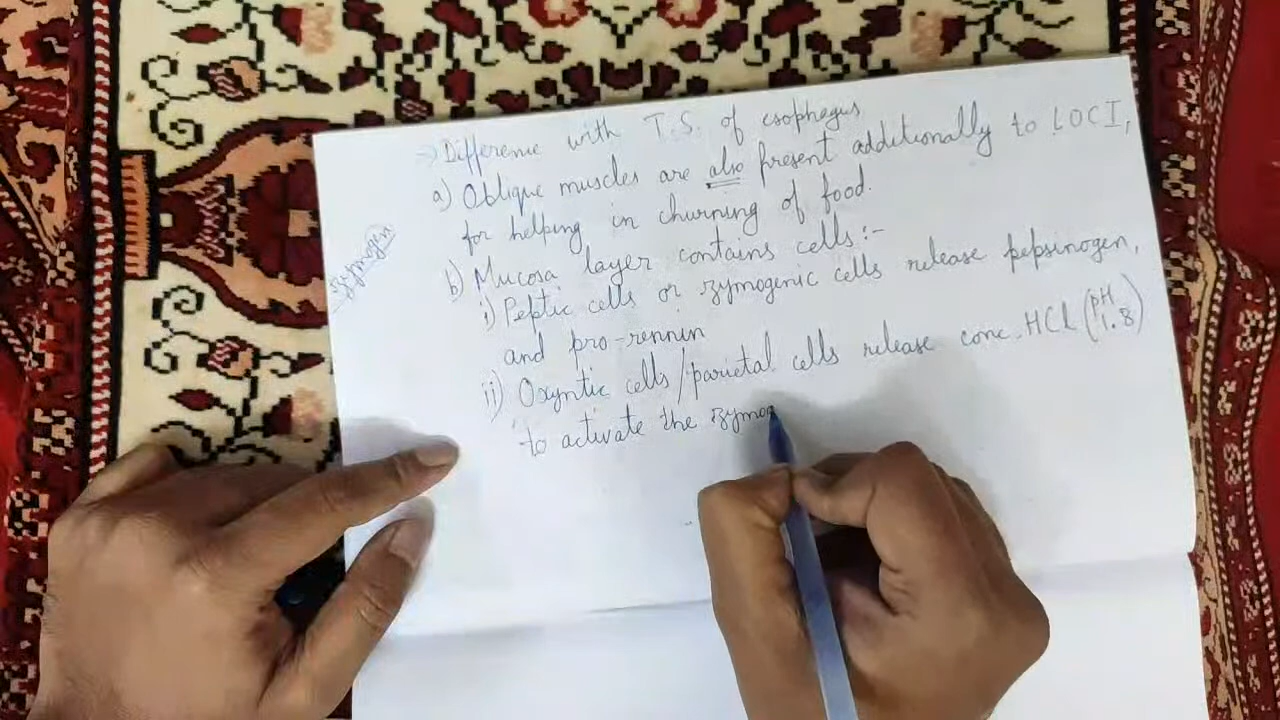 → Difference with T.S. of esophagus
a) Oblique muscles are also present additionally to LOCI,
for helping in churning of food.
b) Mucosa layer contains cells:-
i) Peptic cells or zymogenic cells release pepsinogen,
and pro-rennin
ii) Oxyntic cells/parietal cells release conc. HCl (pH 1.8)
to activate the zymog
Zymogen